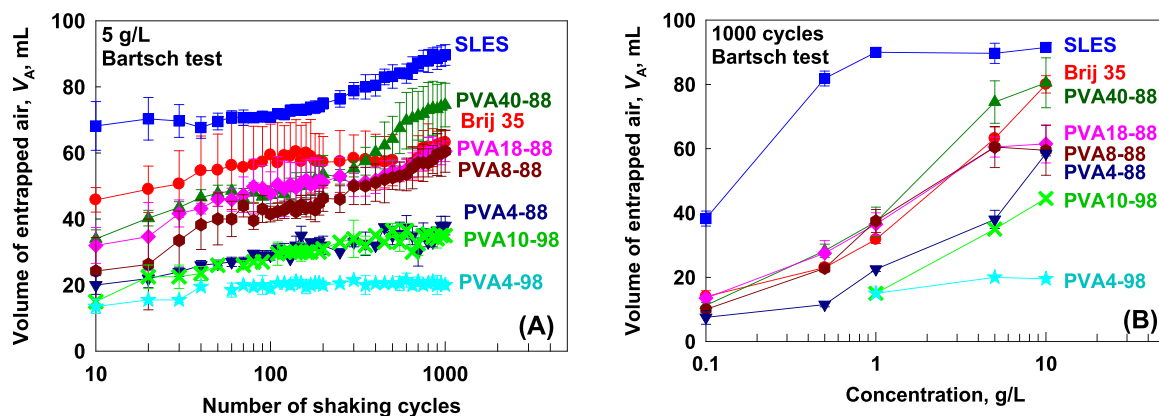 5 g/L
Bartsch test
SLES
PVA40-88
Brij 35
PVA18-88
PVA8-88
PVA4-88
PVA10-98
PVA4-98
(A)
Volume of entrapped air, VA, mL
100
80
60
40
20
0
10
100
1000
Number of shaking cycles
1000 cycles
Bartsch test
SLES
Brij 35
PVA40-88
PVA18-88
PVA8-88
PVA4-88
PVA10-98
PVA4-98
(B)
Volume of entrapped air, VA, mL
100
80
60
40
20
0
0.1
1
10
Concentration, g/L